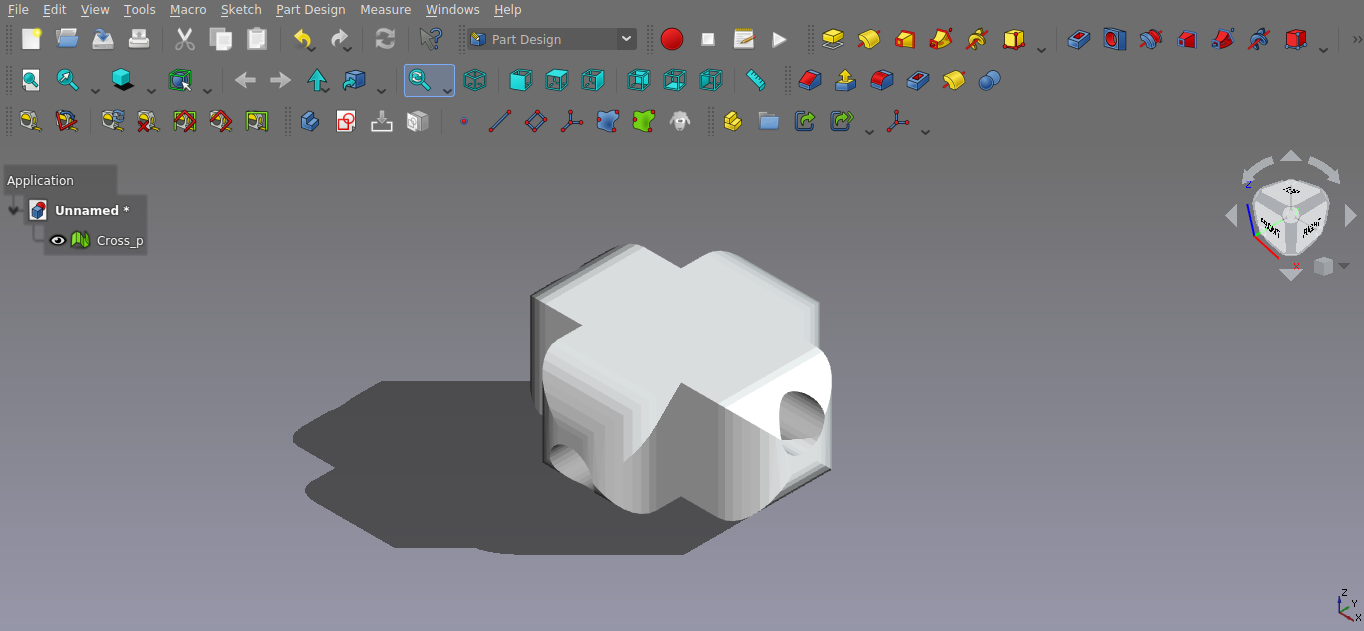 File Edit View Tools Macro Sketch Part Design Measure Windows Help
Part Design
Application
Unnamed *
Cross_p
Z
X
Z
Y
X